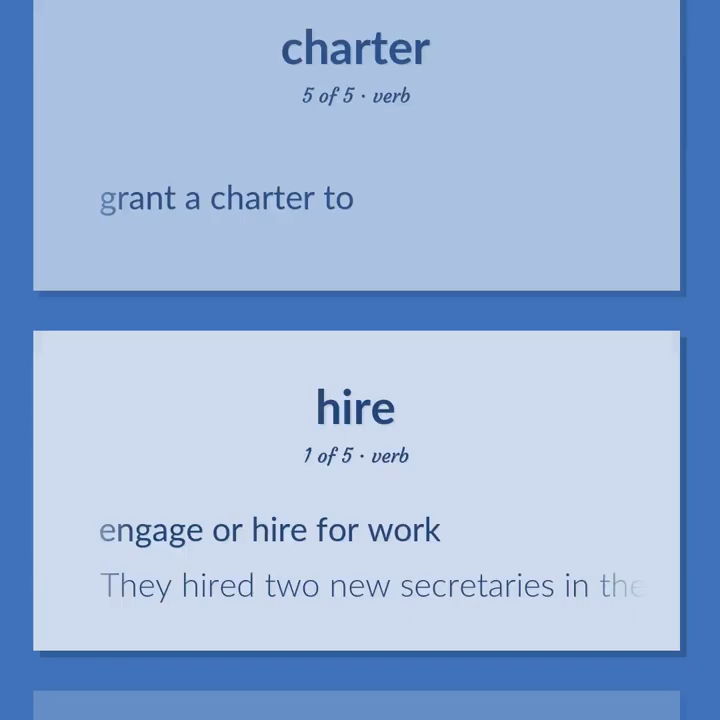 charter
5 of 5 · verb
grant a charter to
hire
1 of 5 · verb
engage or hire for work
They hired two new secretaries in the